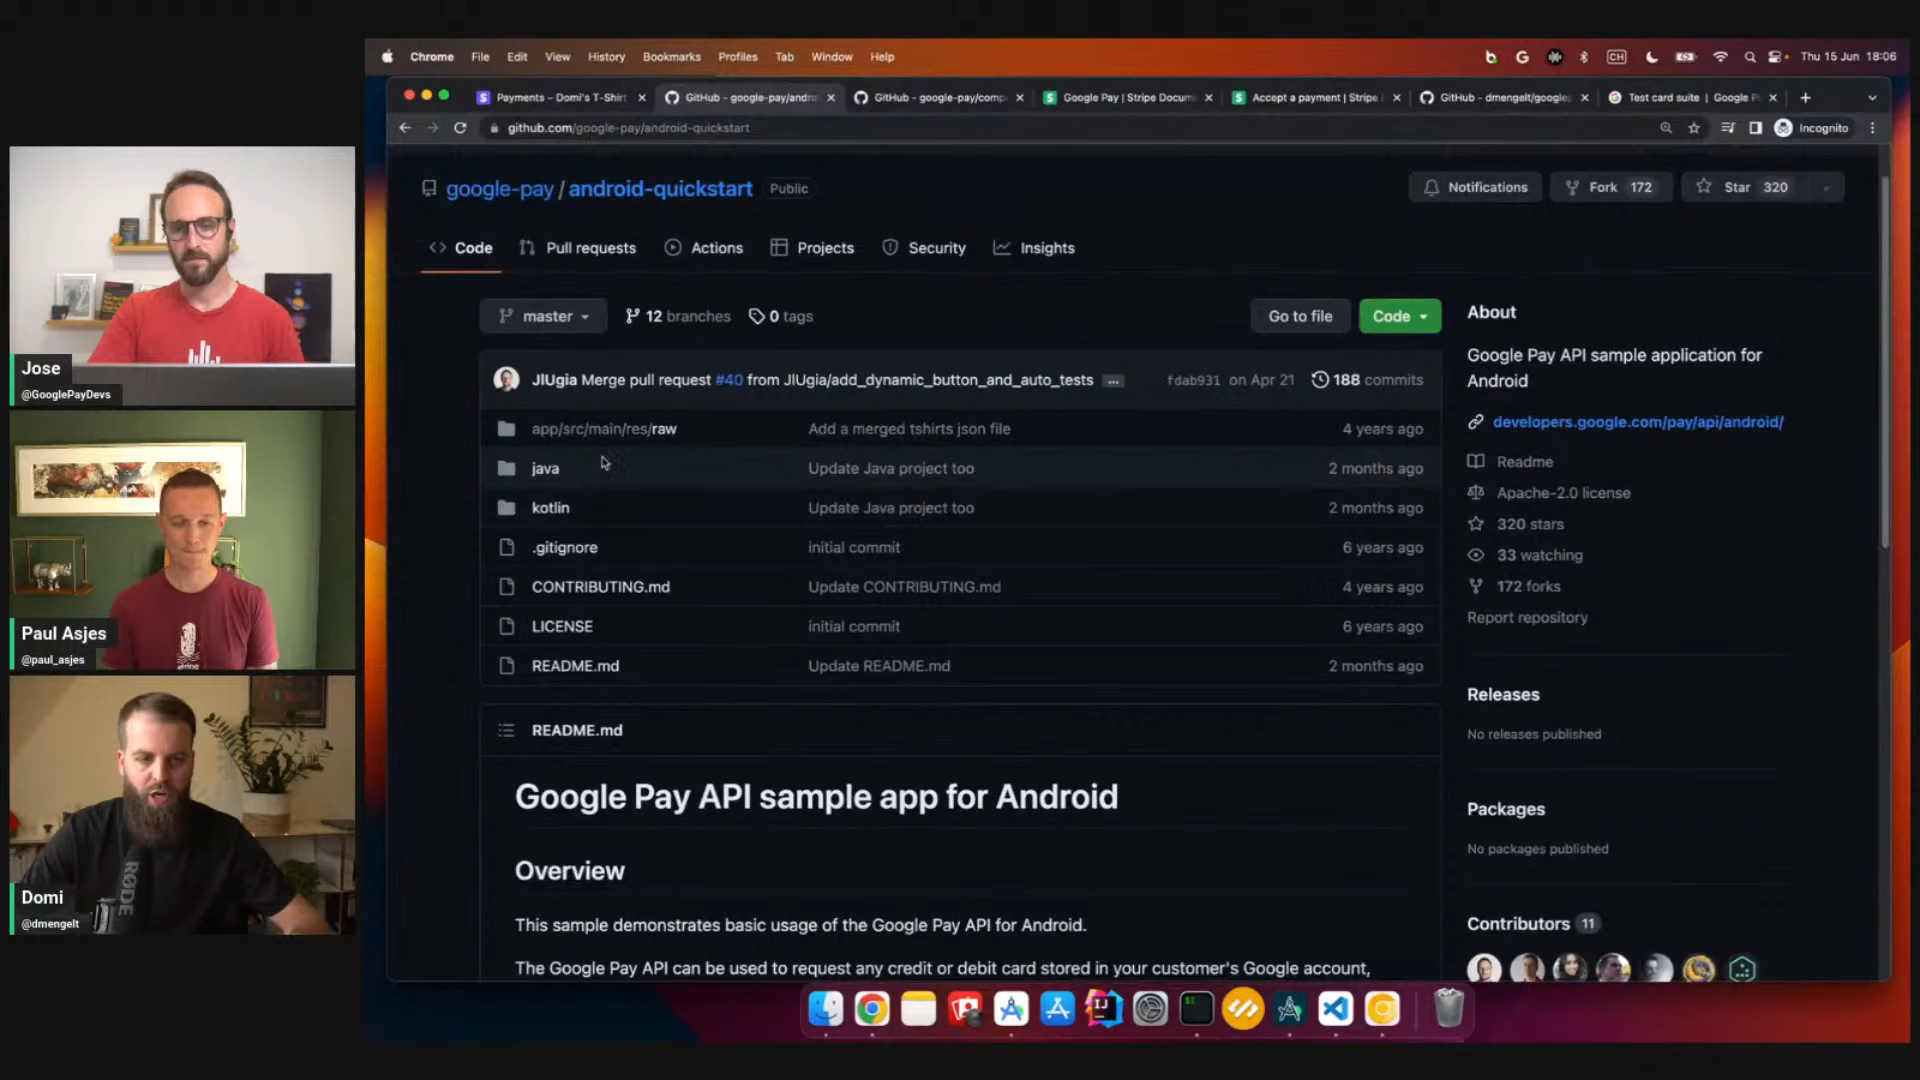 Chrome File Edit View History Bookmarks Profiles Tab Window Help
CH
Thu 15 Jun 18:06
Payments – Domi's T-Shirt
GitHub - google-pay/andro
GitHub - google-pay/comp
Google Pay | Stripe Docum
Accept a payment | Stripe
GitHub - dmengelt/google
Test card suite | Google P
github.com/google-pay/android-quickstart
Incognito
google-pay / android-quickstart
Public
Notifications
Fork 172
Star 320
Code
Pull requests
Actions
Projects
Security
Insights
master
12 branches
0 tags
Go to file
Code
JlUgia Merge pull request #40 from JlUgia/add_dynamic_button_and_auto_tests ...
fdab931 on Apr 21
188 commits
app/src/main/res/raw
Add a merged tshirts json file
4 years ago
java
Update Java project too
2 months ago
kotlin
Update Java project too
2 months ago
.gitignore
initial commit
6 years ago
CONTRIBUTING.md
Update CONTRIBUTING.md
4 years ago
LICENSE
initial commit
6 years ago
README.md
Update README.md
2 months ago
README.md
Google Pay API sample app for Android
Overview
This sample demonstrates basic usage of the Google Pay API for Android.
The Google Pay API can be used to request any credit or debit card stored in your customer's Google account,
About
Google Pay API sample application for
Android
developers.google.com/pay/api/android/
Readme
Apache-2.0 license
320 stars
33 watching
172 forks
Report repository
Releases
No releases published
Packages
No packages published
Contributors 11
Jose
@GooglePayDevs
Paul Asjes
@paul_asjes
RØDE
Domi
@dmengelt